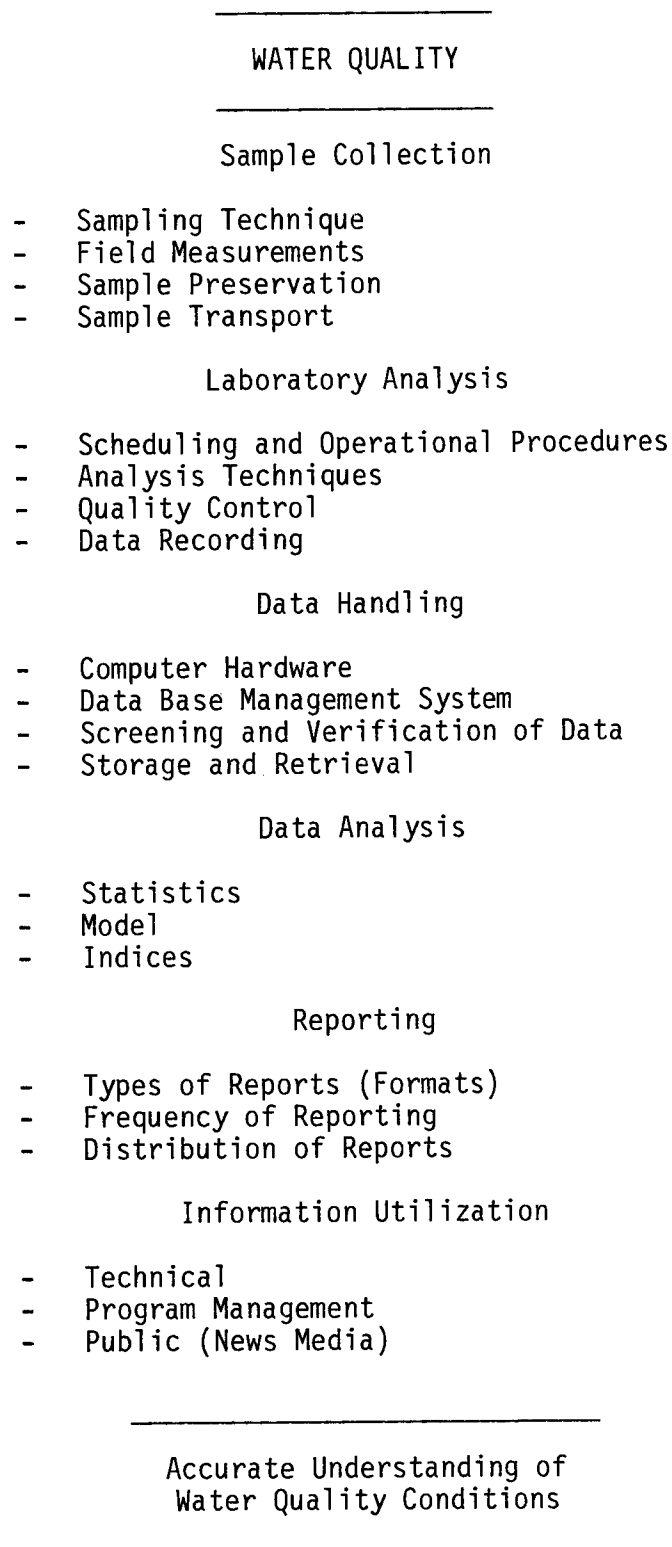 WATER QUALITY
Sample Collection
- Sampling Technique
- Field Measurements
- Sample Preservation
- Sample Transport
Laboratory Analysis
- Scheduling and Operational Procedures
- Analysis Techniques
- Quality Control
- Data Recording
Data Handling
- Computer Hardware
- Data Base Management System
- Screening and Verification of Data
- Storage and Retrieval
Data Analysis
- Statistics
- Model
- Indices
Reporting
- Types of Reports (Formats)
- Frequency of Reporting
- Distribution of Reports
Information Utilization
- Technical
- Program Management
- Public (News Media)
Accurate Understanding of
Water Quality Conditions